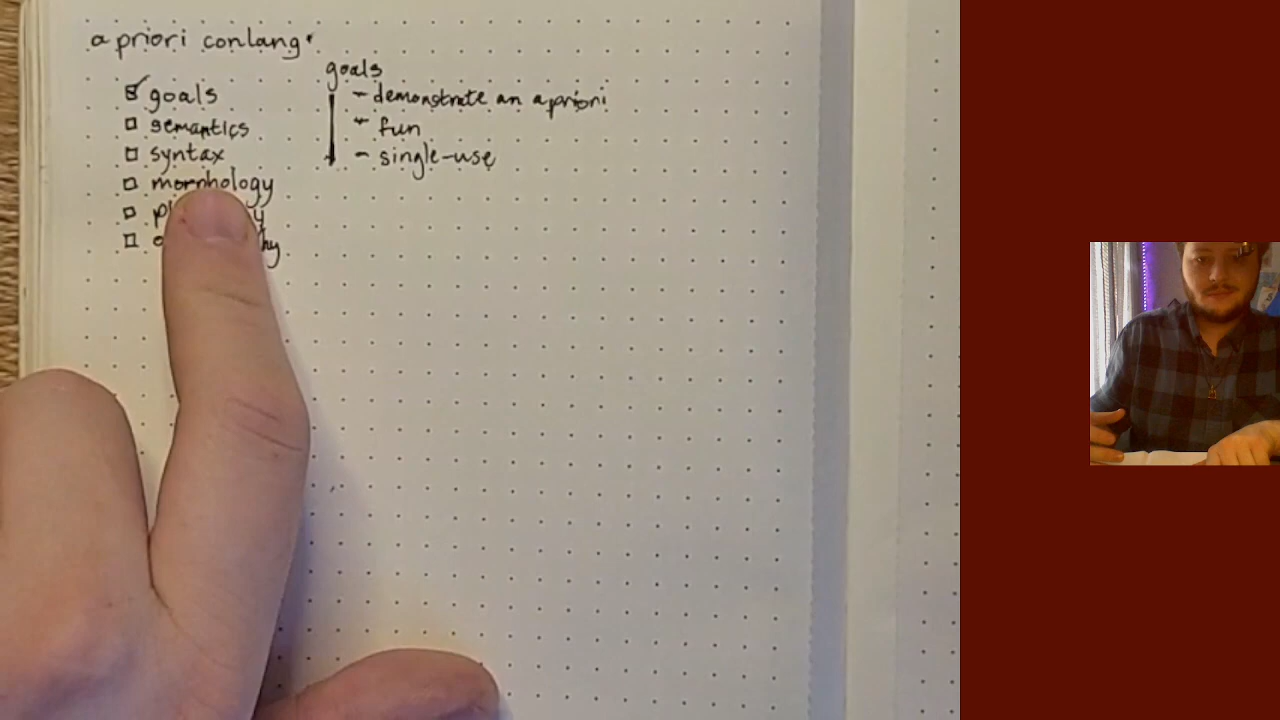 a priori conlang
goals
semantics
syntax
morphology
goals
- demonstrate an a priori
- fun
- single-use